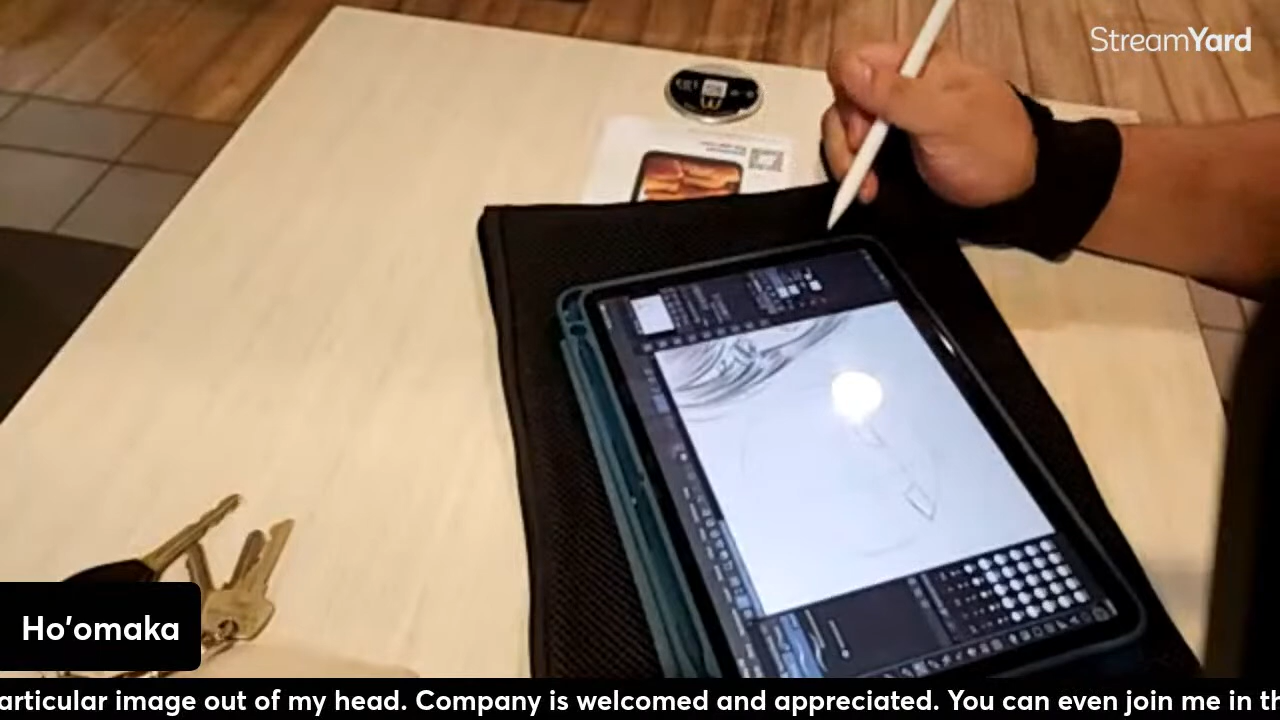 StreamYard
Ho'omaka
articular image out of my head. Company is welcomed and appreciated. You can even join me in th